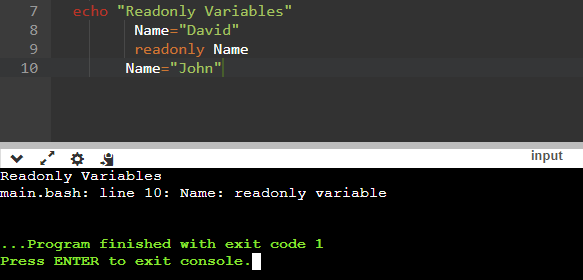 7 echo "Readonly Variables"
8 Name="David"
9 readonly Name
10 Name="John"
input
Readonly Variables
main.bash: line 10: Name: readonly variable
...Program finished with exit code 1
Press ENTER to exit console.